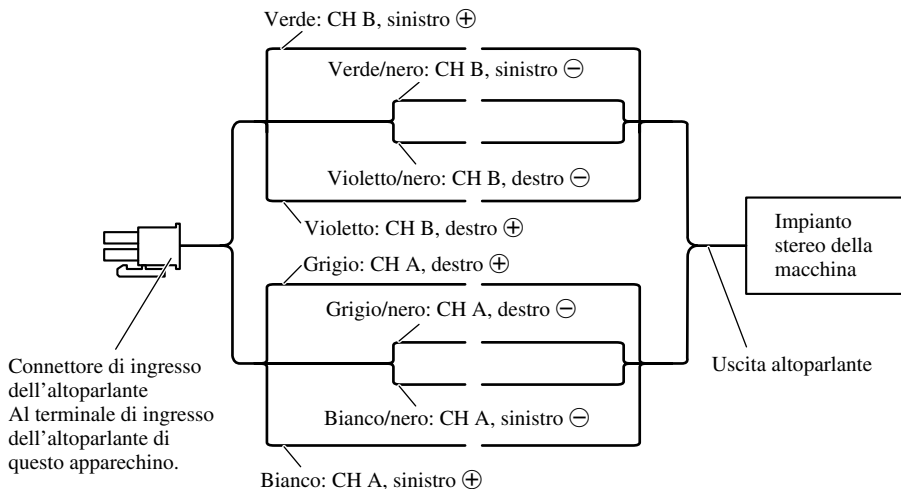 Verde: CH B, sinistro ⊕
Verde/nero: CH B, sinistro ⊖
Violetto/nero: CH B, destro ⊖
Violetto: CH B, destro ⊕
Grigio: CH A, destro ⊕
Grigio/nero: CH A, destro ⊖
Bianco/nero: CH A, sinistro ⊖
Bianco: CH A, sinistro ⊕
Connettore di ingresso
dell'altoparlante
Al terminale di ingresso
dell'altoparlante di
questo apparechino.
Impianto
stereo della
macchina
Uscita altoparlante